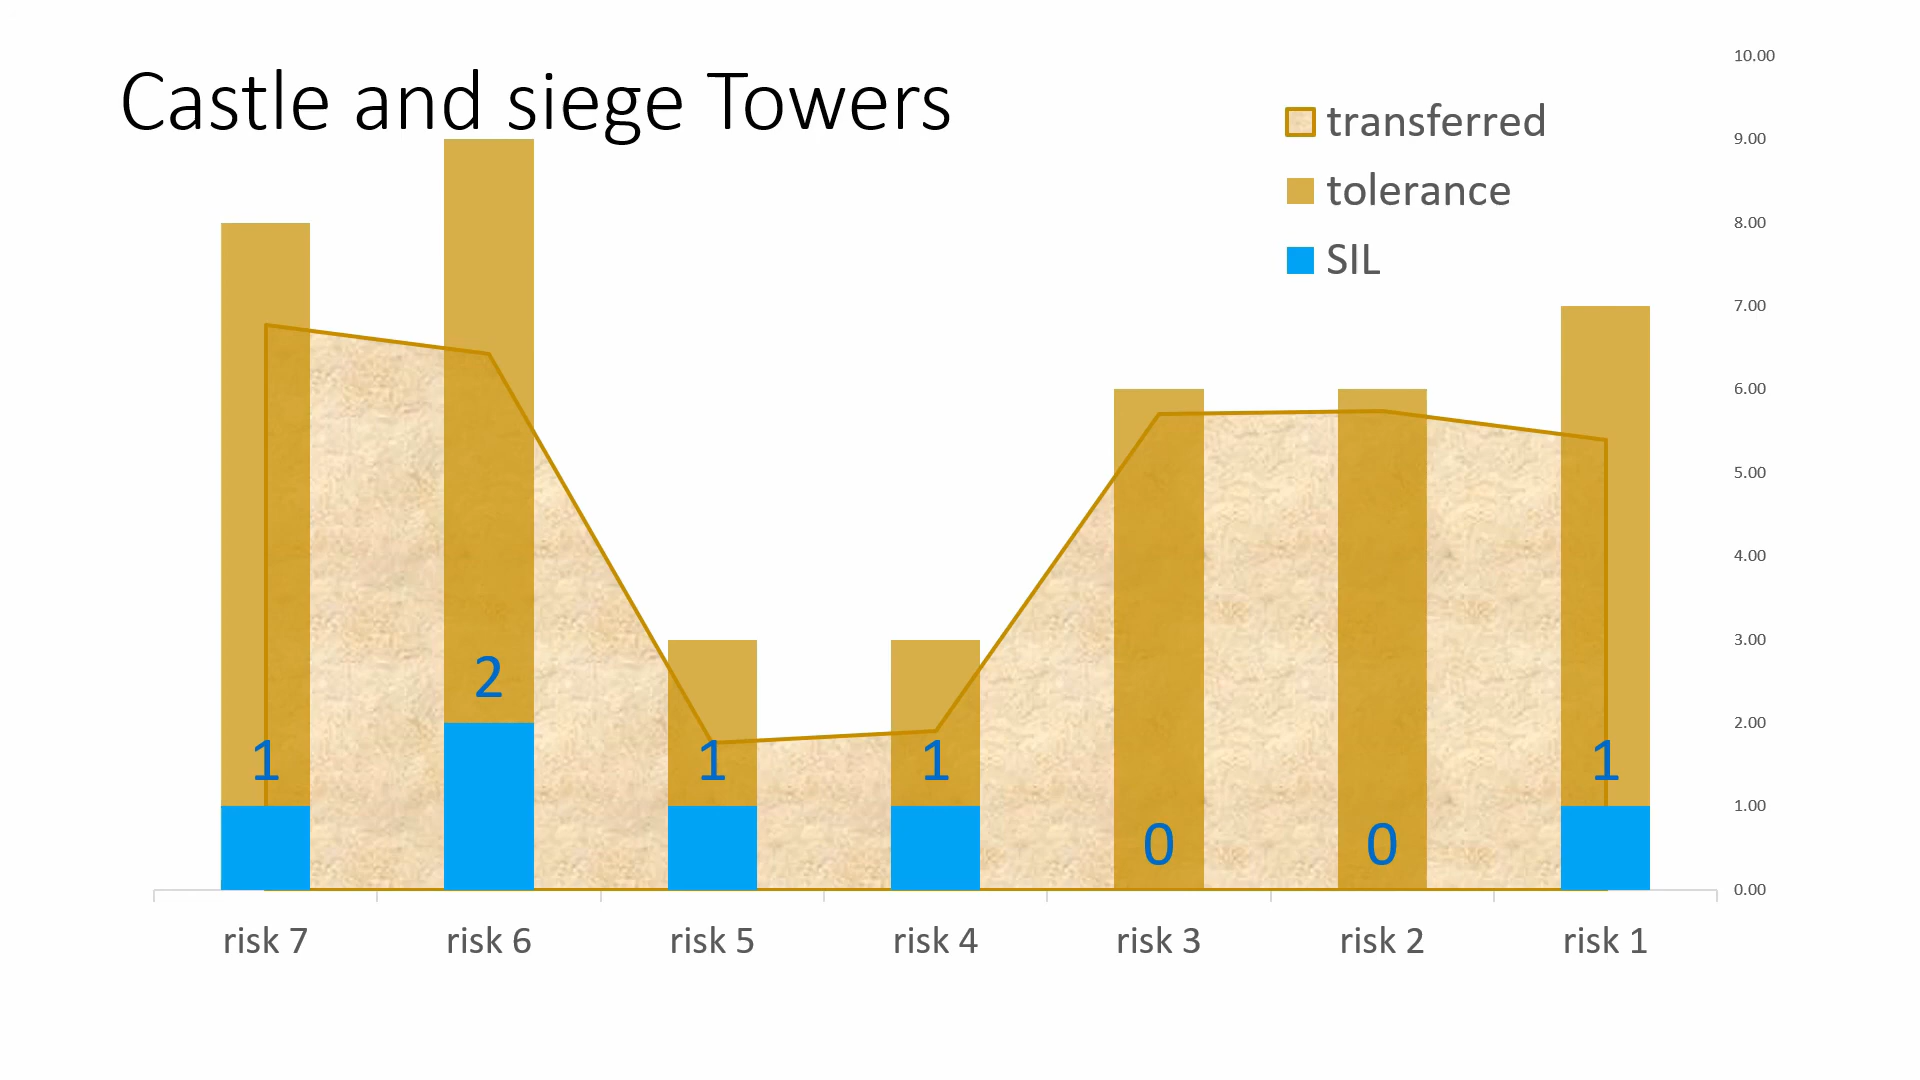 Castle and siege Towers
transferred
tolerance
SIL
10.00
9.00
8.00
7.00
6.00
5.00
4.00
3.00
2.00
1.00
0.00
1
2
1
1
0
0
1
risk 7
risk 6
risk 5
risk 4
risk 3
risk 2
risk 1